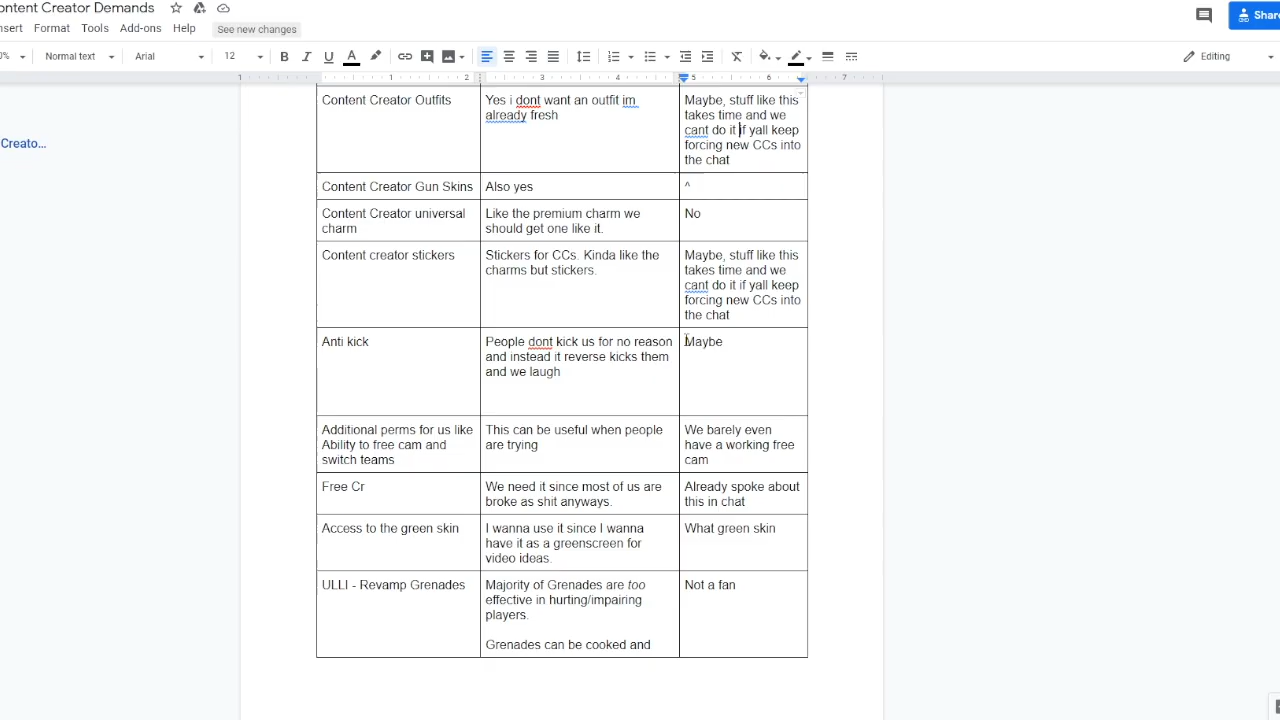 ontent Creator Demands
nsert Format Tools Add-ons Help See new changes
0% Normal text Arial 12 B I U A Editing
Share
1 1 2 3 4 5 6 7
Creato...
Content Creator Outfits
Yes i dont want an outfit im
already fresh
Maybe, stuff like this
takes time and we
cant do it if yall keep
forcing new CCs into
the chat
Content Creator Gun Skins
Also yes
^
Content Creator universal
charm
Like the premium charm we
should get one like it.
No
Content creator stickers
Stickers for CCs. Kinda like the
charms but stickers.
Maybe, stuff like this
takes time and we
cant do it if yall keep
forcing new CCs into
the chat
Anti kick
People dont kick us for no reason
and instead it reverse kicks them
and we laugh
Maybe
Additional perms for us like
Ability to free cam and
switch teams
This can be useful when people
are trying
We barely even
have a working free
cam
Free Cr
We need it since most of us are
broke as shit anyways.
Already spoke about
this in chat
Access to the green skin
I wanna use it since I wanna
have it as a greenscreen for
video ideas.
What green skin
ULLI - Revamp Grenades
Majority of Grenades are too
effective in hurting/impairing
players.
Grenades can be cooked and
Not a fan